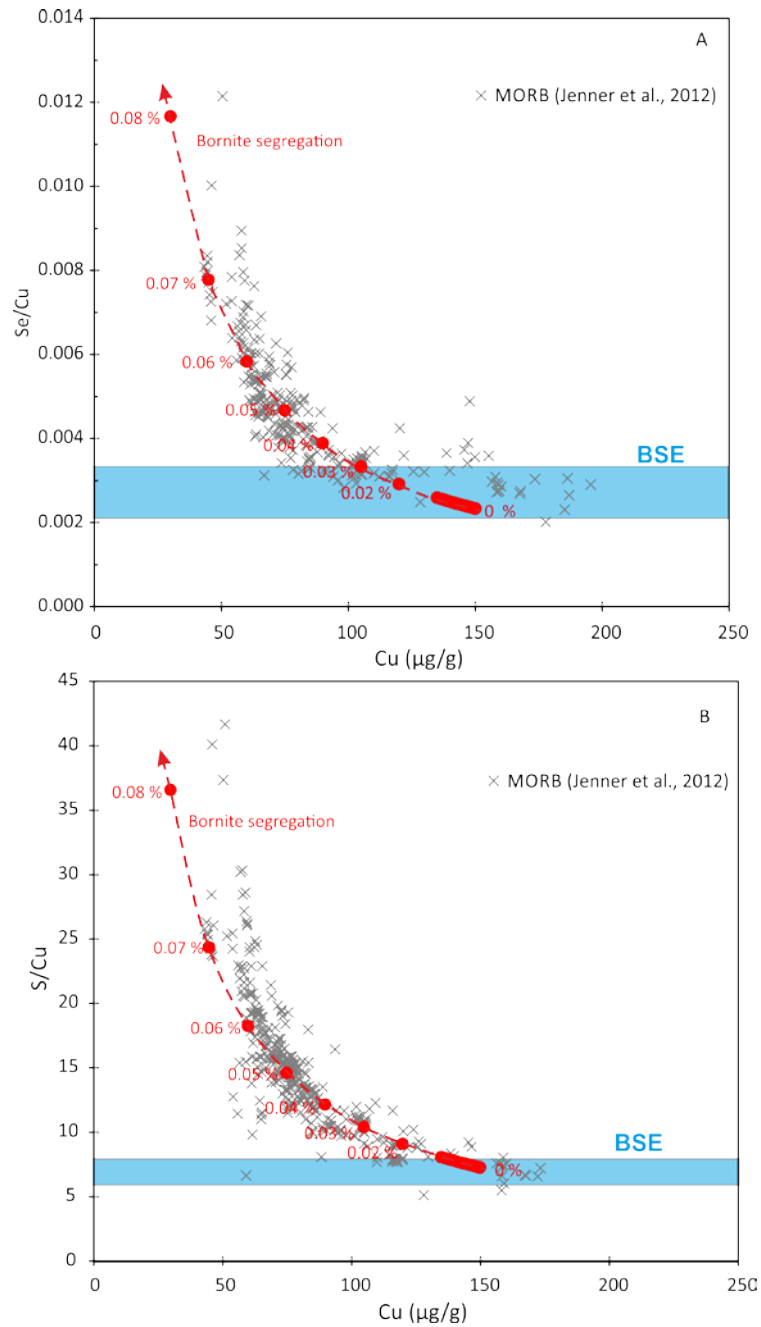 0.014
A
× MORB (Jenner et al., 2012)
0.012
0.08 %
Bornite segregation
0.010
0.008
0.07 %
Se/Cu
0.006
0.06 %
0.05 %
0.004
0.04 %
BSE
0.03 %
0.02 %
0 %
0.002
0.000
0 50 100 150 200 250
Cu (µg/g)
45
B
40
× MORB (Jenner et al., 2012)
0.08 %
35
Bornite segregation
30
25
0.07 %
S/Cu
20
0.06 %
15
0.05 %
0.04 %
10
0.03 %
0.02 %
BSE
0 %
5
0
0 50 100 150 200 250
Cu (µg/g)